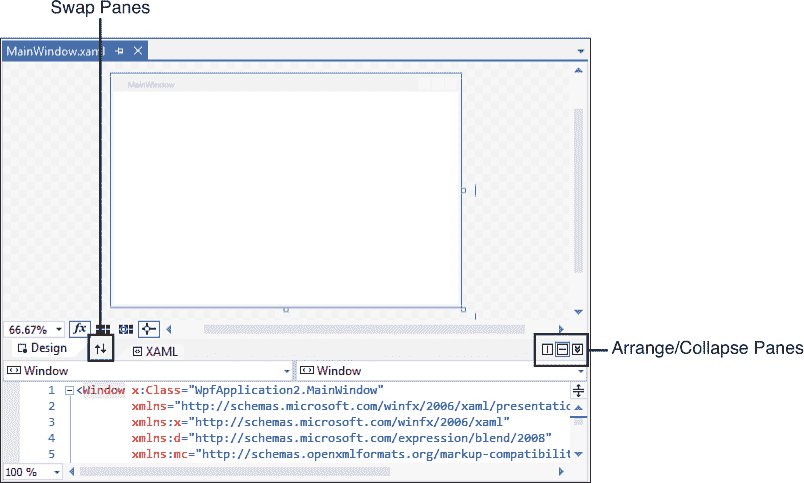 Swap Panes
MainWindow.xaml
MainWindow
66.67%
fx
Design
XAML
Arrange/Collapse Panes
Window
Window
1 <Window x:Class="WpfApplication2.MainWindow"
2 xmlns="http://schemas.microsoft.com/winfx/2006/xaml/presentatic
3 xmlns:x="http://schemas.microsoft.com/winfx/2006/xaml"
4 xmlns:d="http://schemas.microsoft.com/expression/blend/2008"
5 xmlns:mc="http://schemas.openxmlformats.org/markup-compatibilit
100 %